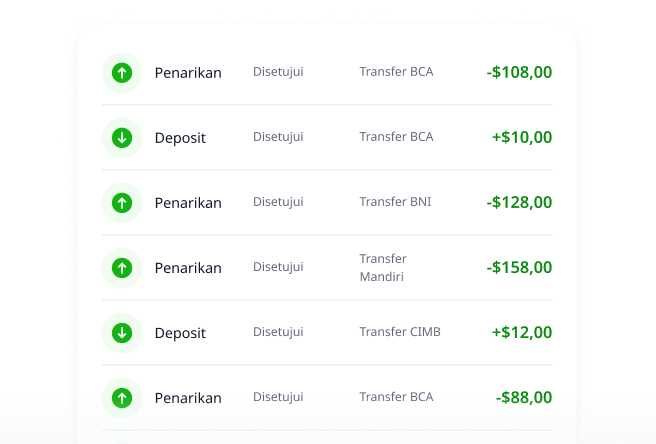 Penarikan Disetujui Transfer BCA -$108,00
Deposit Disetujui Transfer BCA +$10,00
Penarikan Disetujui Transfer BNI -$128,00
Penarikan Disetujui Transfer Mandiri -$158,00
Deposit Disetujui Transfer CIMB +$12,00
Penarikan Disetujui Transfer BCA -$88,00